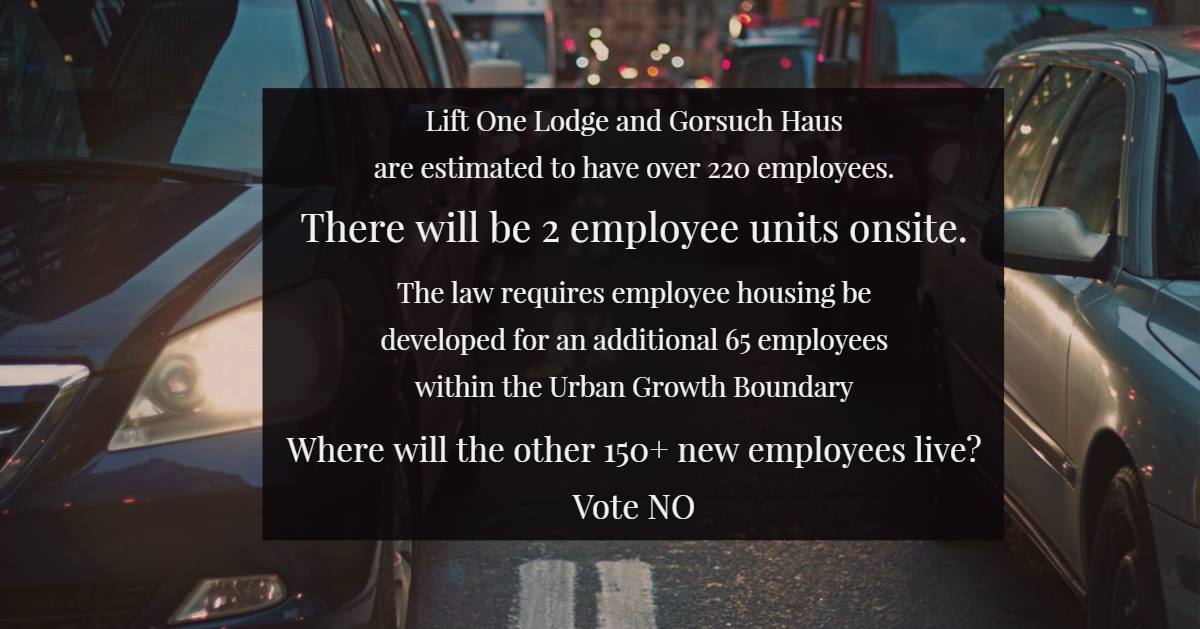 Lift One Lodge and Gorsuch Haus
are estimated to have over 220 employees.
There will be 2 employee units onsite.
The law requires employee housing be
developed for an additional 65 employees
within the Urban Growth Boundary
Where will the other 150+ new employees live?
Vote NO